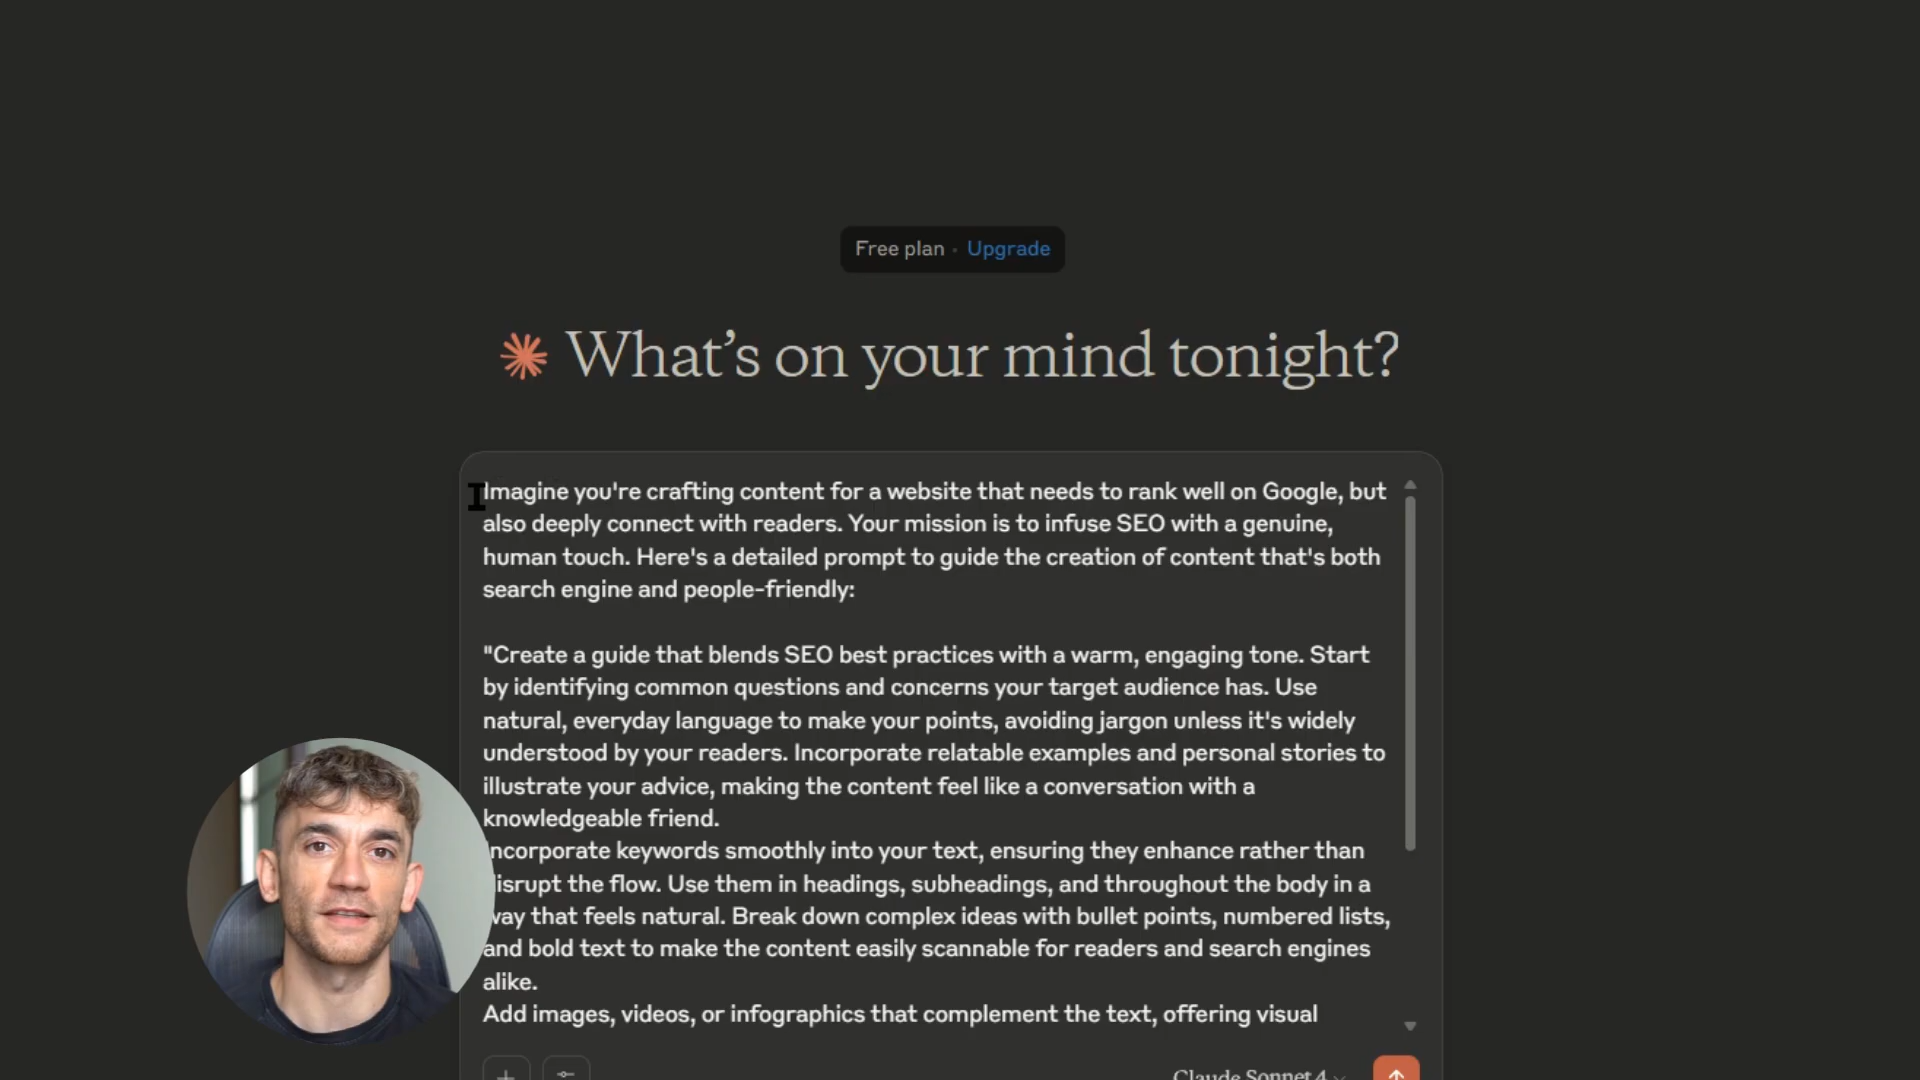 Free plan · Upgrade
What's on your mind tonight?
Imagine you're crafting content for a website that needs to rank well on Google, but
also deeply connect with readers. Your mission is to infuse SEO with a genuine,
human touch. Here's a detailed prompt to guide the creation of content that's both
search engine and people-friendly:
"Create a guide that blends SEO best practices with a warm, engaging tone. Start
by identifying common questions and concerns your target audience has. Use
natural, everyday language to make your points, avoiding jargon unless it's widely
understood by your readers. Incorporate relatable examples and personal stories to
illustrate your advice, making the content feel like a conversation with a
knowledgeable friend.
Incorporate keywords smoothly into your text, ensuring they enhance rather than
disrupt the flow. Use them in headings, subheadings, and throughout the body in a
way that feels natural. Break down complex ideas with bullet points, numbered lists,
and bold text to make the content easily scannable for readers and search engines
alike.
Add images, videos, or infographics that complement the text, offering visual
Claude Sonnet 4